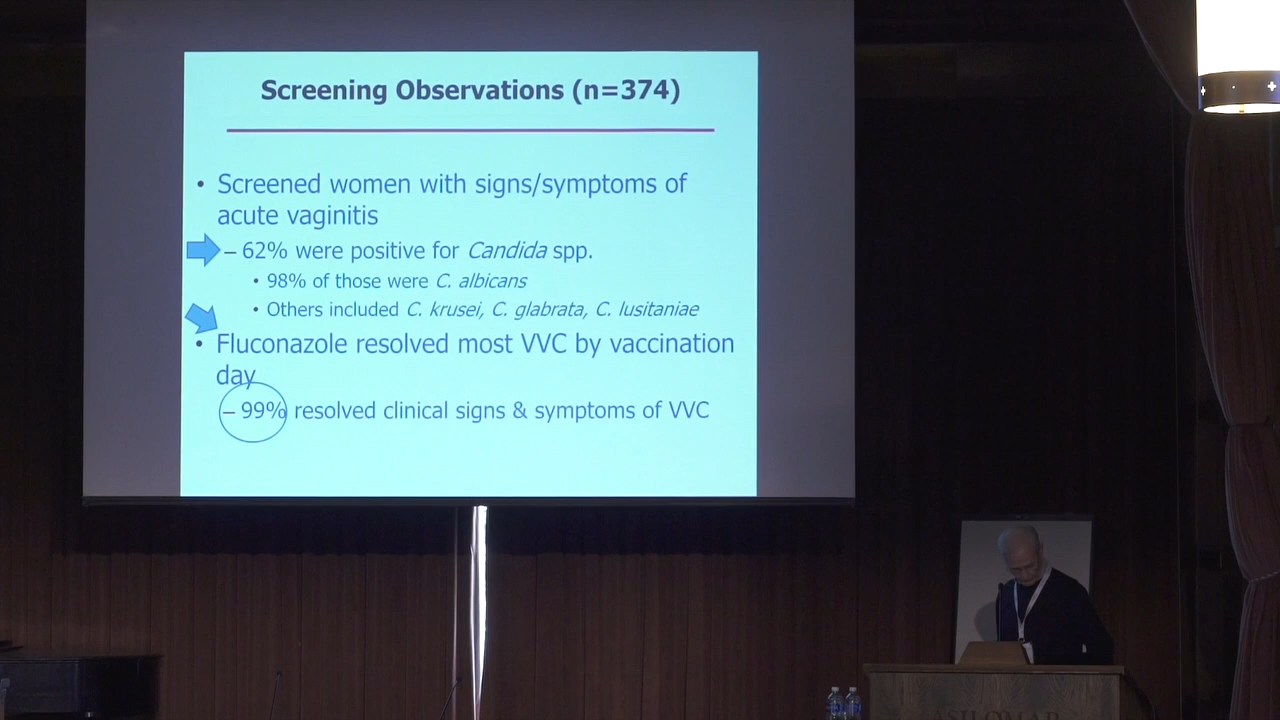 Screening Observations (n=374)
• Screened women with signs/symptoms of
acute vaginitis
– 62% were positive for Candida spp.
• 98% of those were C. albicans
• Others included C. krusei, C. glabrata, C. lusitaniae
• Fluconazole resolved most VVC by vaccination
day
– 99% resolved clinical signs & symptoms of VVC
ASILOMAR